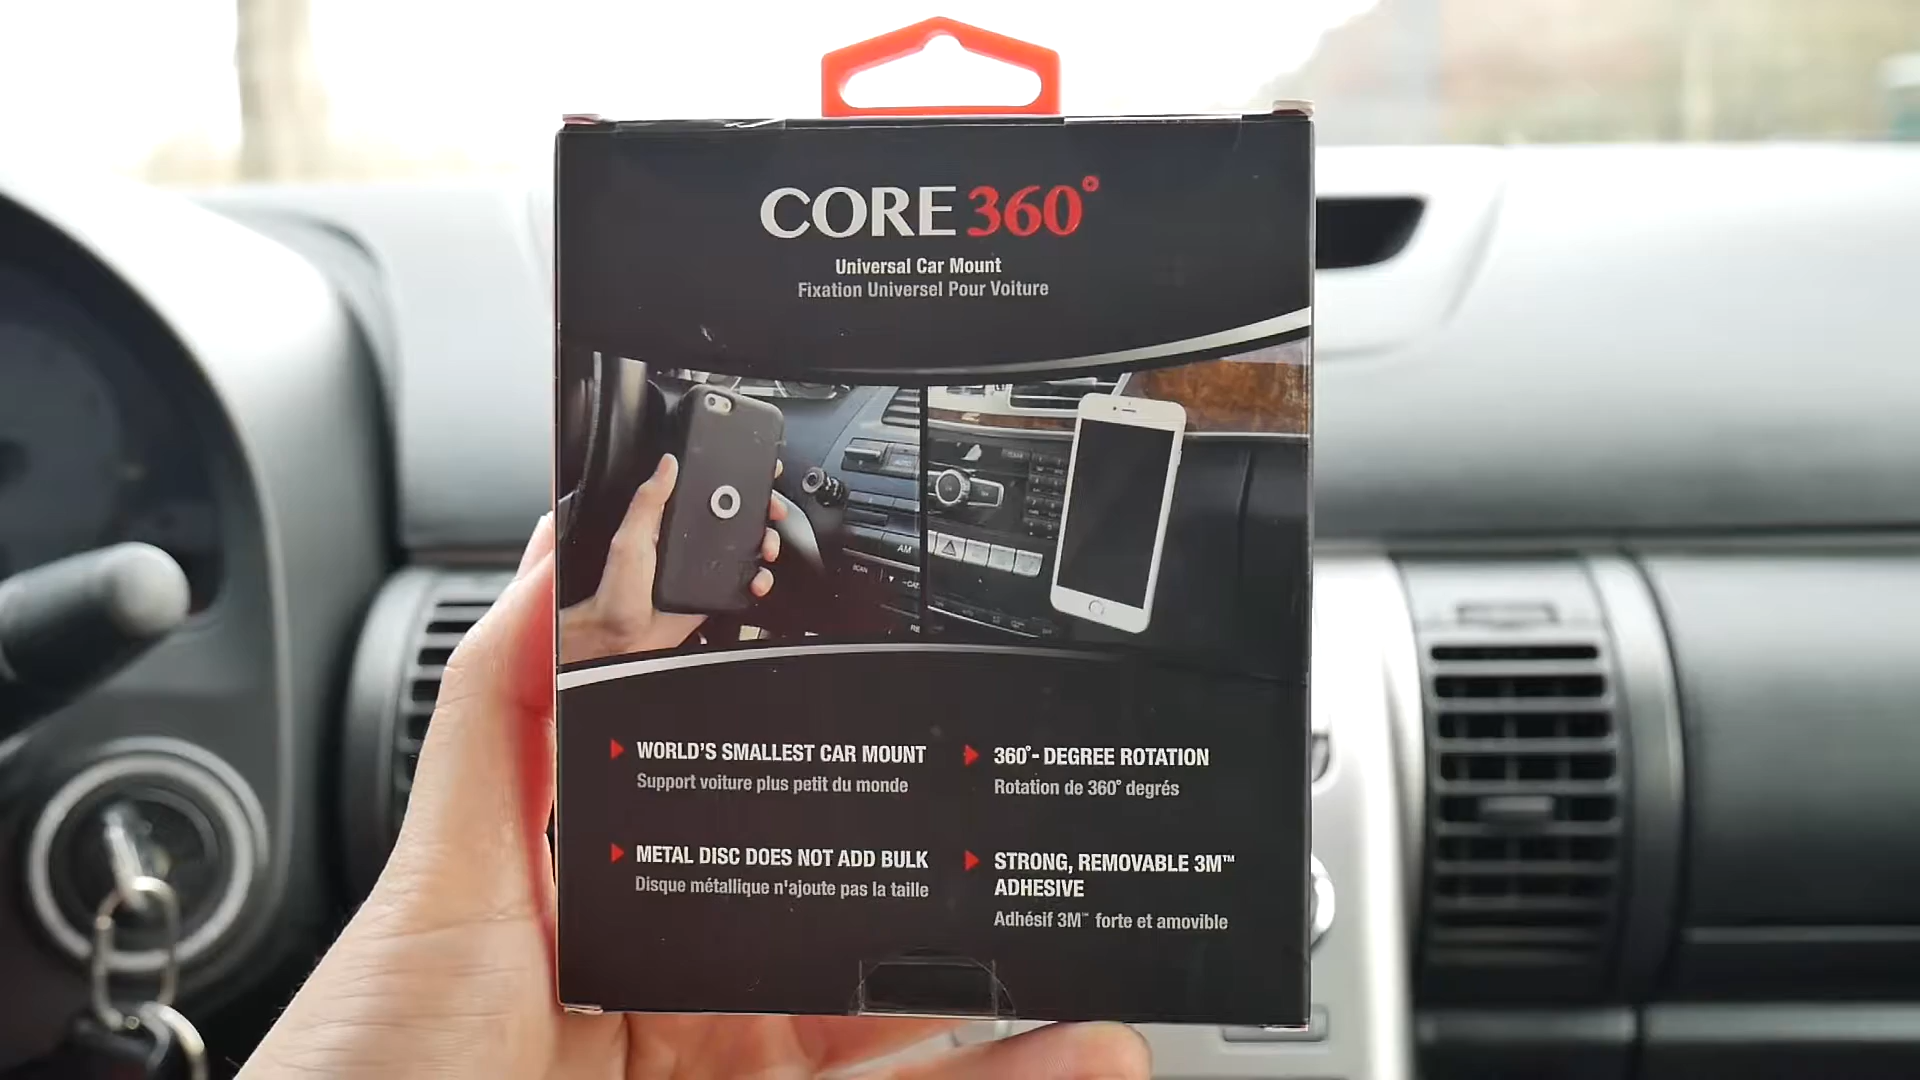 CORE 360°
Universal Car Mount
Fixation Universel Pour Voiture
AM
SCAN
WORLD'S SMALLEST CAR MOUNT
Support voiture plus petit du monde
360°- DEGREE ROTATION
Rotation de 360° degrés
METAL DISC DOES NOT ADD BULK
Disque métallique n'ajoute pas la taille
STRONG, REMOVABLE 3M™
ADHESIVE
Adhésif 3M™ forte et amovible